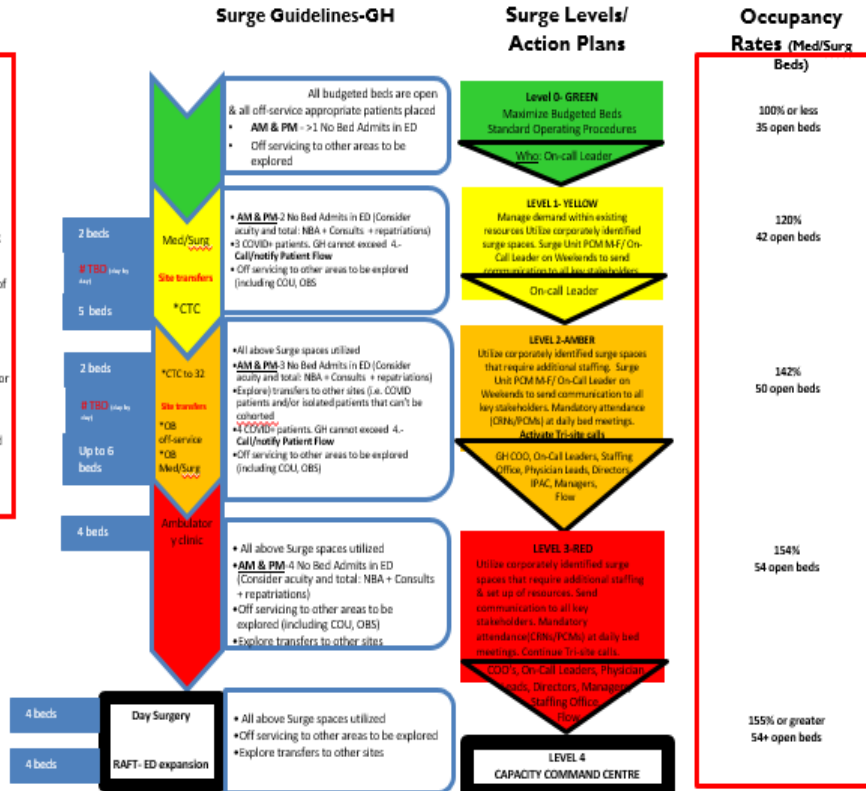 Surge Guidelines-GH
Surge Levels/
Action Plans
Occupancy
Rates (Med/Surg
Beds)
All budgeted beds are open
& all off-service appropriate patients placed
• AM & PM - >1 No Bed Admits in ED
• Off servicing to other areas to be
explored
Level 0- GREEN
Maximize Budgeted Beds
Standard Operating Procedures
Who: On-call Leader
100% or less
35 open beds
2 beds
# TBD (day by
day)
5 beds
Med/Surg
Site transfers
*CTC
• AM & PM-2 No Bed Admits in ED (Consider
acuity and total: NBA + Consults + repatriations)
•3 COVID+ patients. GH cannot exceed 4.-
Call/notify Patient Flow
• Off servicing to other areas to be explored
(including COU, OBS
LEVEL 1- YELLOW
Manage demand within existing
resources Utilize corporately identified
surge spaces. Surge Unit PCM M-F/ On-
Call Leader on Weekends to send
communication to all key stakeholders
On-call Leader
120%
42 open beds
of
or
2 beds
# TBD (day by
day)
Up to 6
beds
*CTC to 32
Site transfers
*OB
off-service
*OB
Med/Surg
•All above Surge spaces utilized
•AM & PM-3 No Bed Admits in ED (Consider
acuity and total: NBA + Consults + repatriations)
•Explore) transfers to other sites (i.e. COVID
patients and/or isolated patients that can't be
cohorted
•4 COVID+ patients. GH cannot exceed 4.-
Call/notify Patient Flow
•Off servicing to other areas to be explored
(including COU, OBS)
LEVEL 2-AMBER
Utilize corporately identified surge spaces
that require additional staffing. Surge
Unit PCM M-F/ On-Call Leader on
Weekends to send communication to all
key stakeholders. Mandatory attendance
(CRNs/PCMs) at daily bed meetings.
Activate Tri-site calls
GH COO, On-Call Leaders, Staffing
Office, Physician Leads, Directors,
IPAC, Managers,
Flow
142%
50 open beds
4 beds
Ambulator
y clinic
• All above Surge spaces utilized
•AM & PM-4 No Bed Admits in ED
(Consider acuity and total: NBA + Consults
+ repatriations)
•Off servicing to other areas to be
explored (including COU, OBS)
•Explore transfers to other sites
LEVEL 3-RED
Utilize corporately identified surge
spaces that require additional staffing
& set up of resources. Send
communication to all key
stakeholders. Mandatory
attendance(CRNs/PCMs) at daily bed
meetings. Continue Tri-site calls.
COO's, On-Call Leaders, Physician
Leads, Directors, Managers
Staffing Office,
Flow
154%
54 open beds
4 beds
4 beds
Day Surgery
RAFT- ED expansion
• All above Surge spaces utilized
•Off servicing to other areas to be explored
•Explore transfers to other sites
LEVEL 4
CAPACITY COMMAND CENTRE
155% or greater
54+ open beds